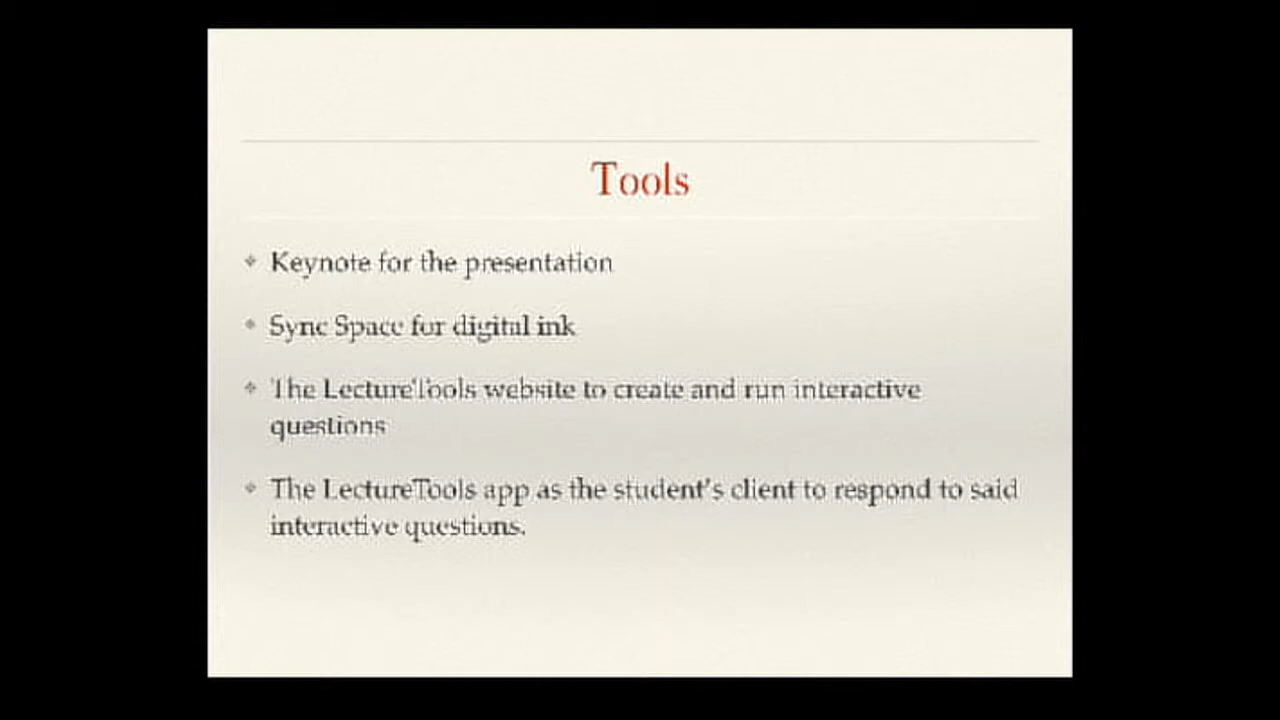 Tools
Keynote for the presentation
Sync Space for digital ink
The LectureTools website to create and run interactive
questions
The LectureTools app as the student's client to respond to said
interactive questions.